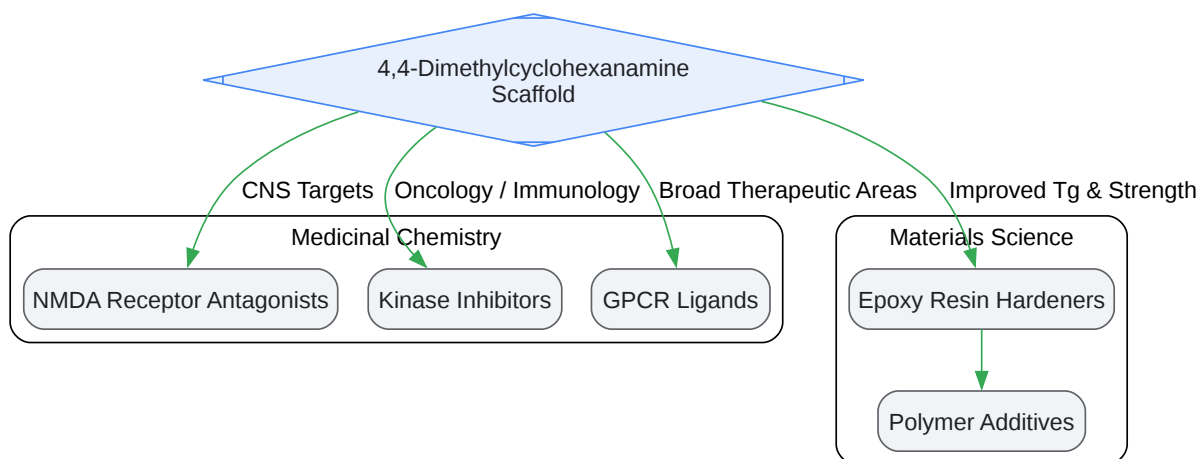 4,4-Dimethylcyclohexanamine
Scaffold
CNS Targets
Oncology / Immunology
Broad Therapeutic Areas
Improved Tg & Strength
Medicinal Chemistry
Materials Science
NMDA Receptor Antagonists
Kinase Inhibitors
GPCR Ligands
Epoxy Resin Hardeners
Polymer Additives